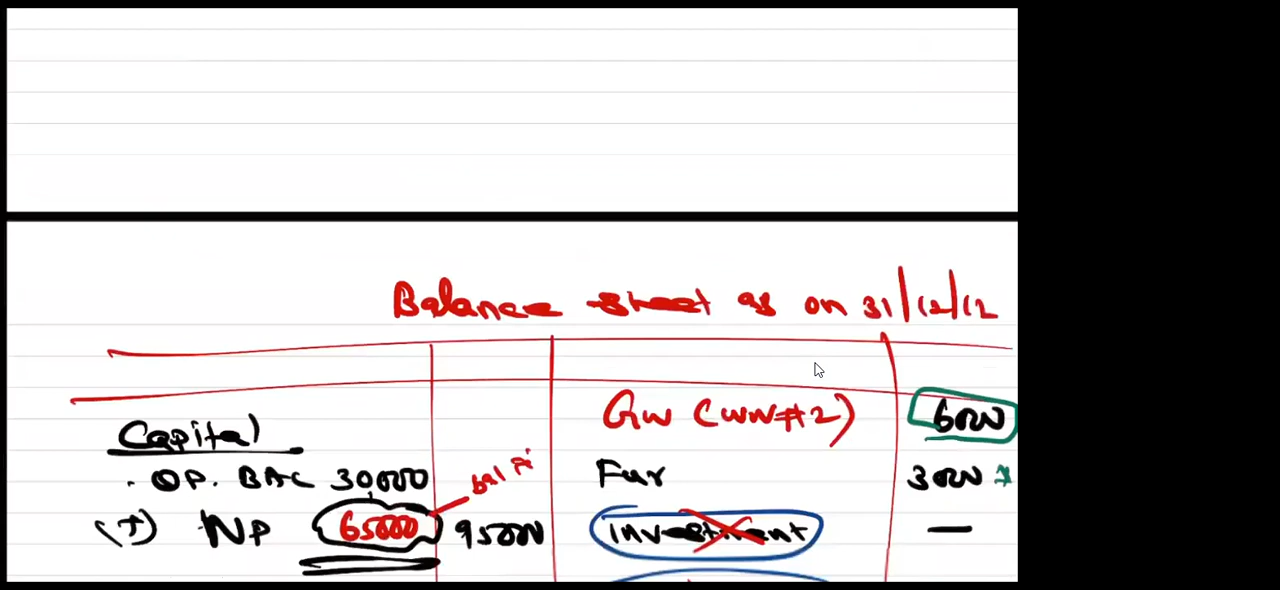 Balance sheet as on 31/12/12
Capital
GW (WN#2) 6000
OP. BAL 30000
Fur 3000
bal fi
(+) NP 65000 95000
investment —